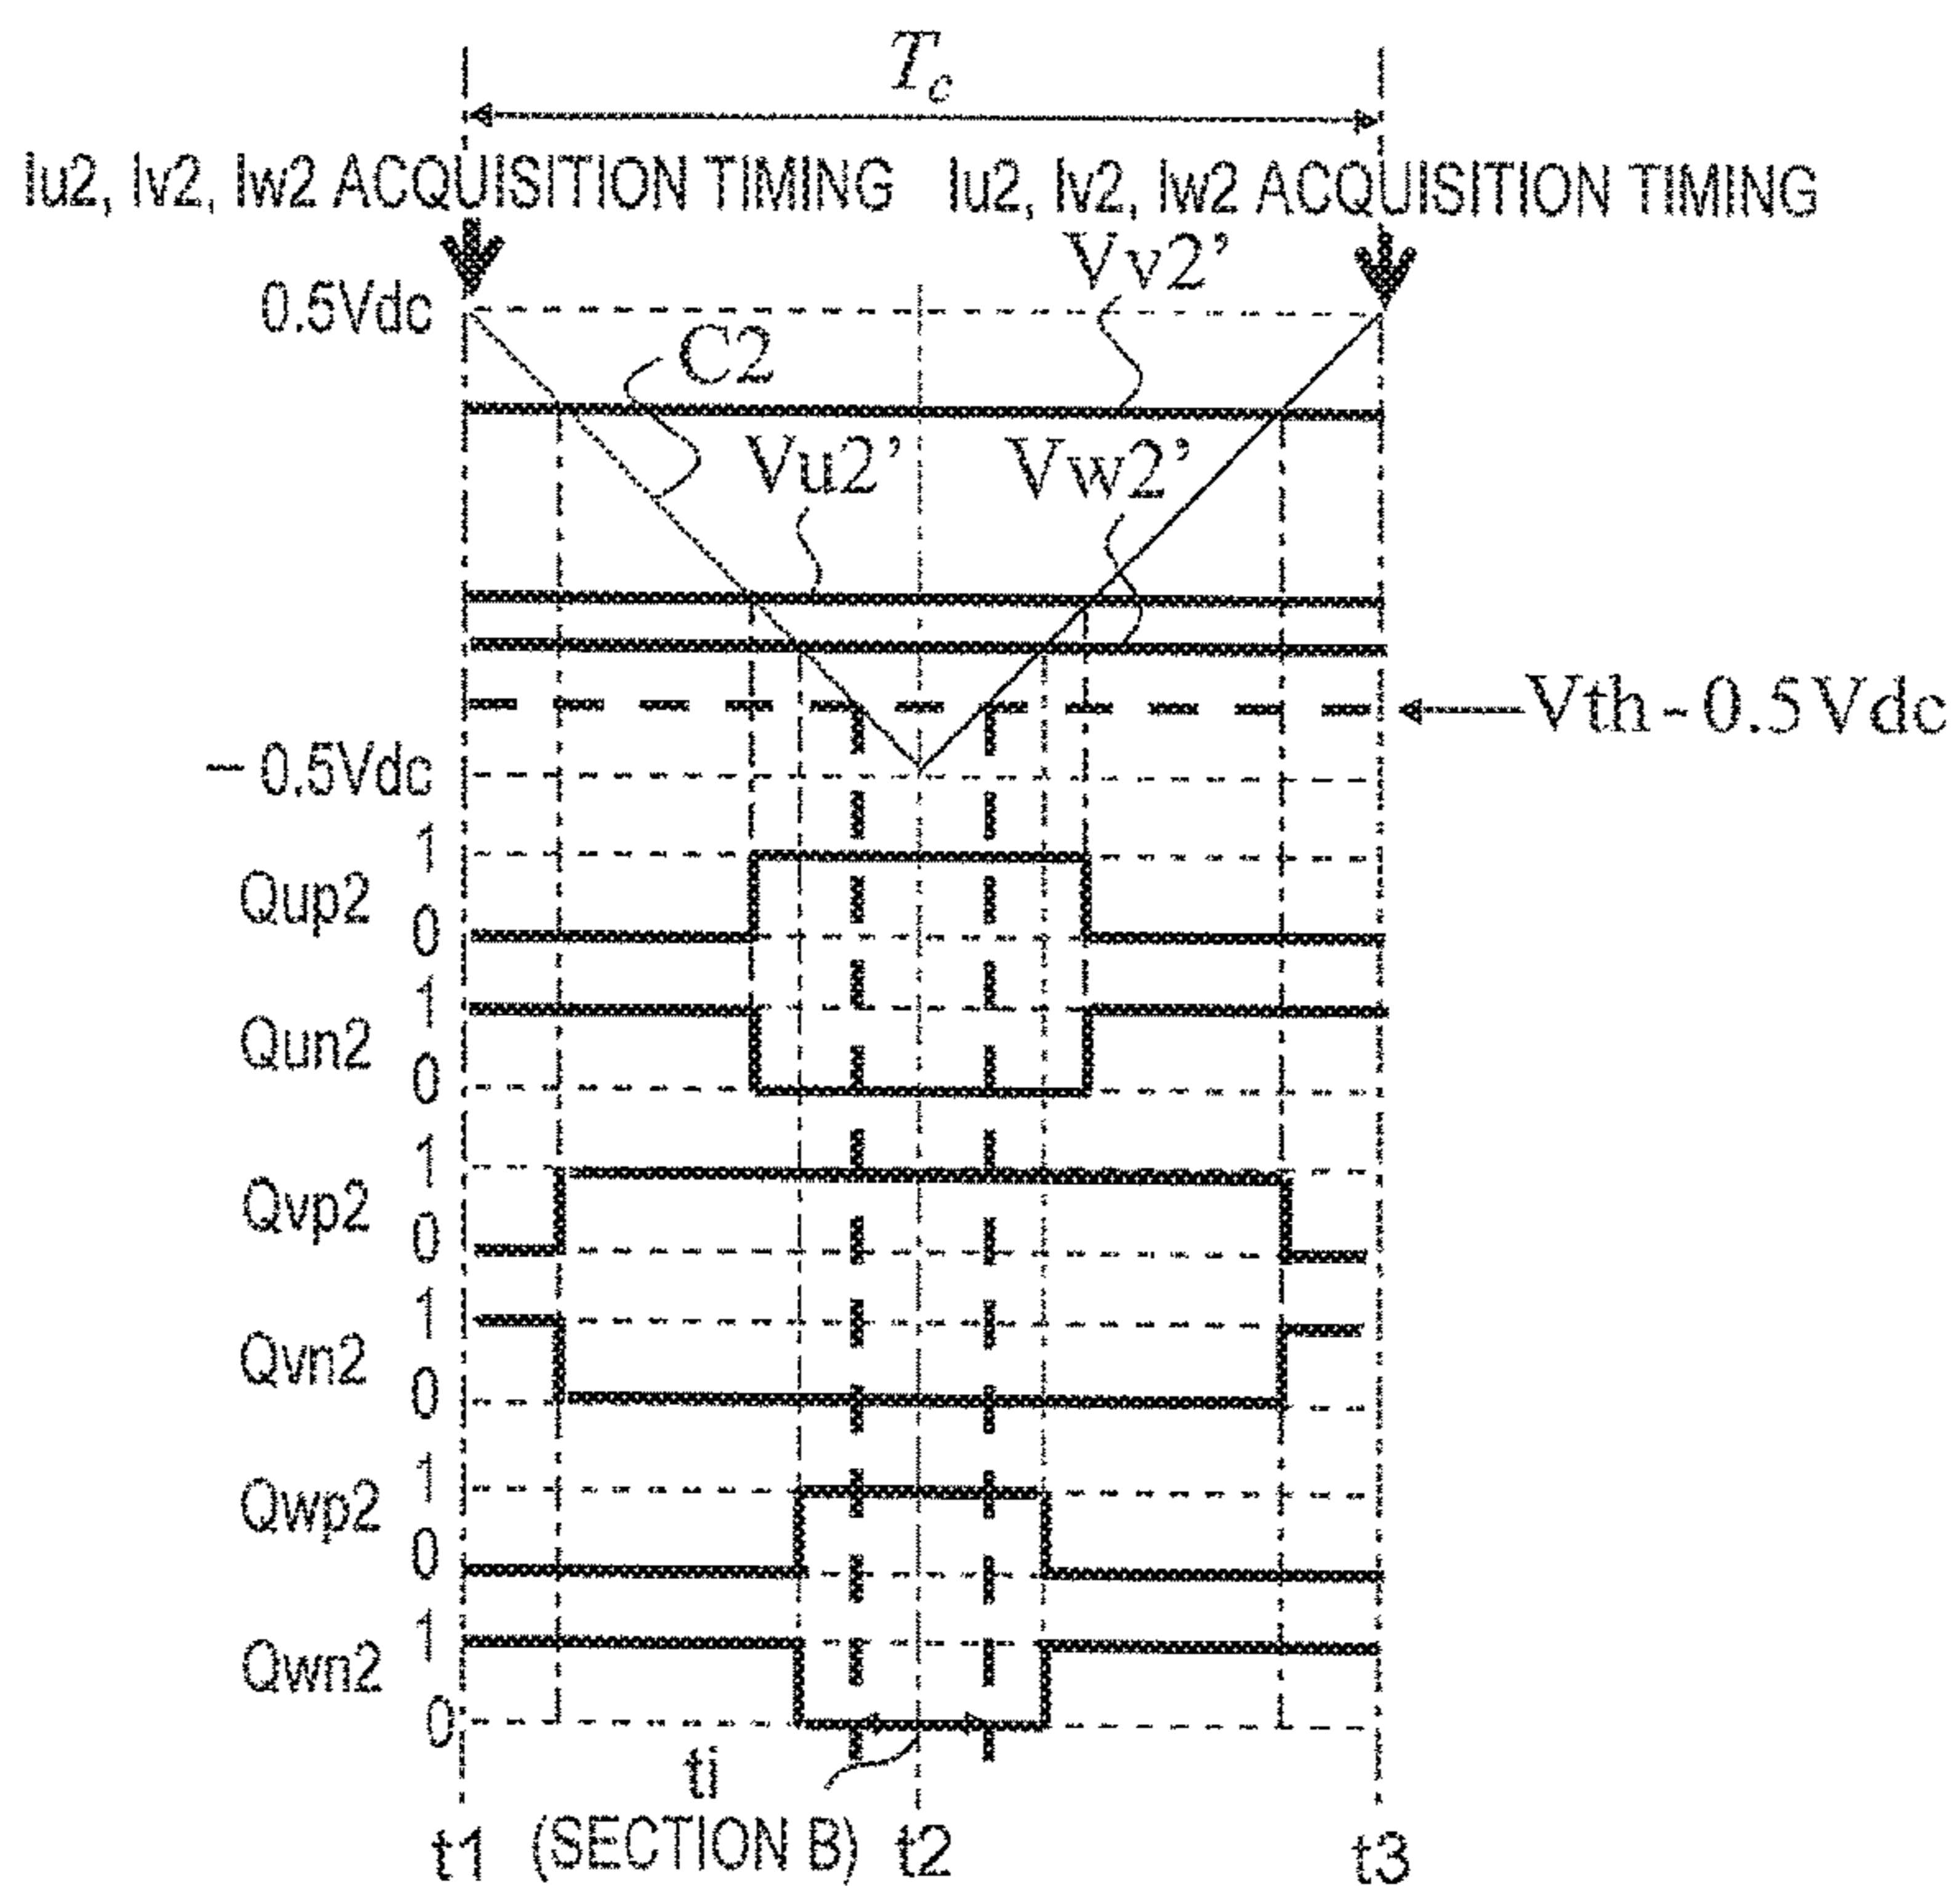 Tc
Iu2, Iv2, Iw2 ACQUISITION TIMING
Iu2, Iv2, Iw2 ACQUISITION TIMING
Vv2'
0.5Vdc
C2
Vu2'
Vw2'
Vth-0.5Vdc
-0.5Vdc
1
Qup2
0
1
Qun2
0
1
Qvp2
0
1
Qvn2
0
1
Qwp2
0
1
Qwn2
0
ti
(SECTION B)
t1
t2
t3